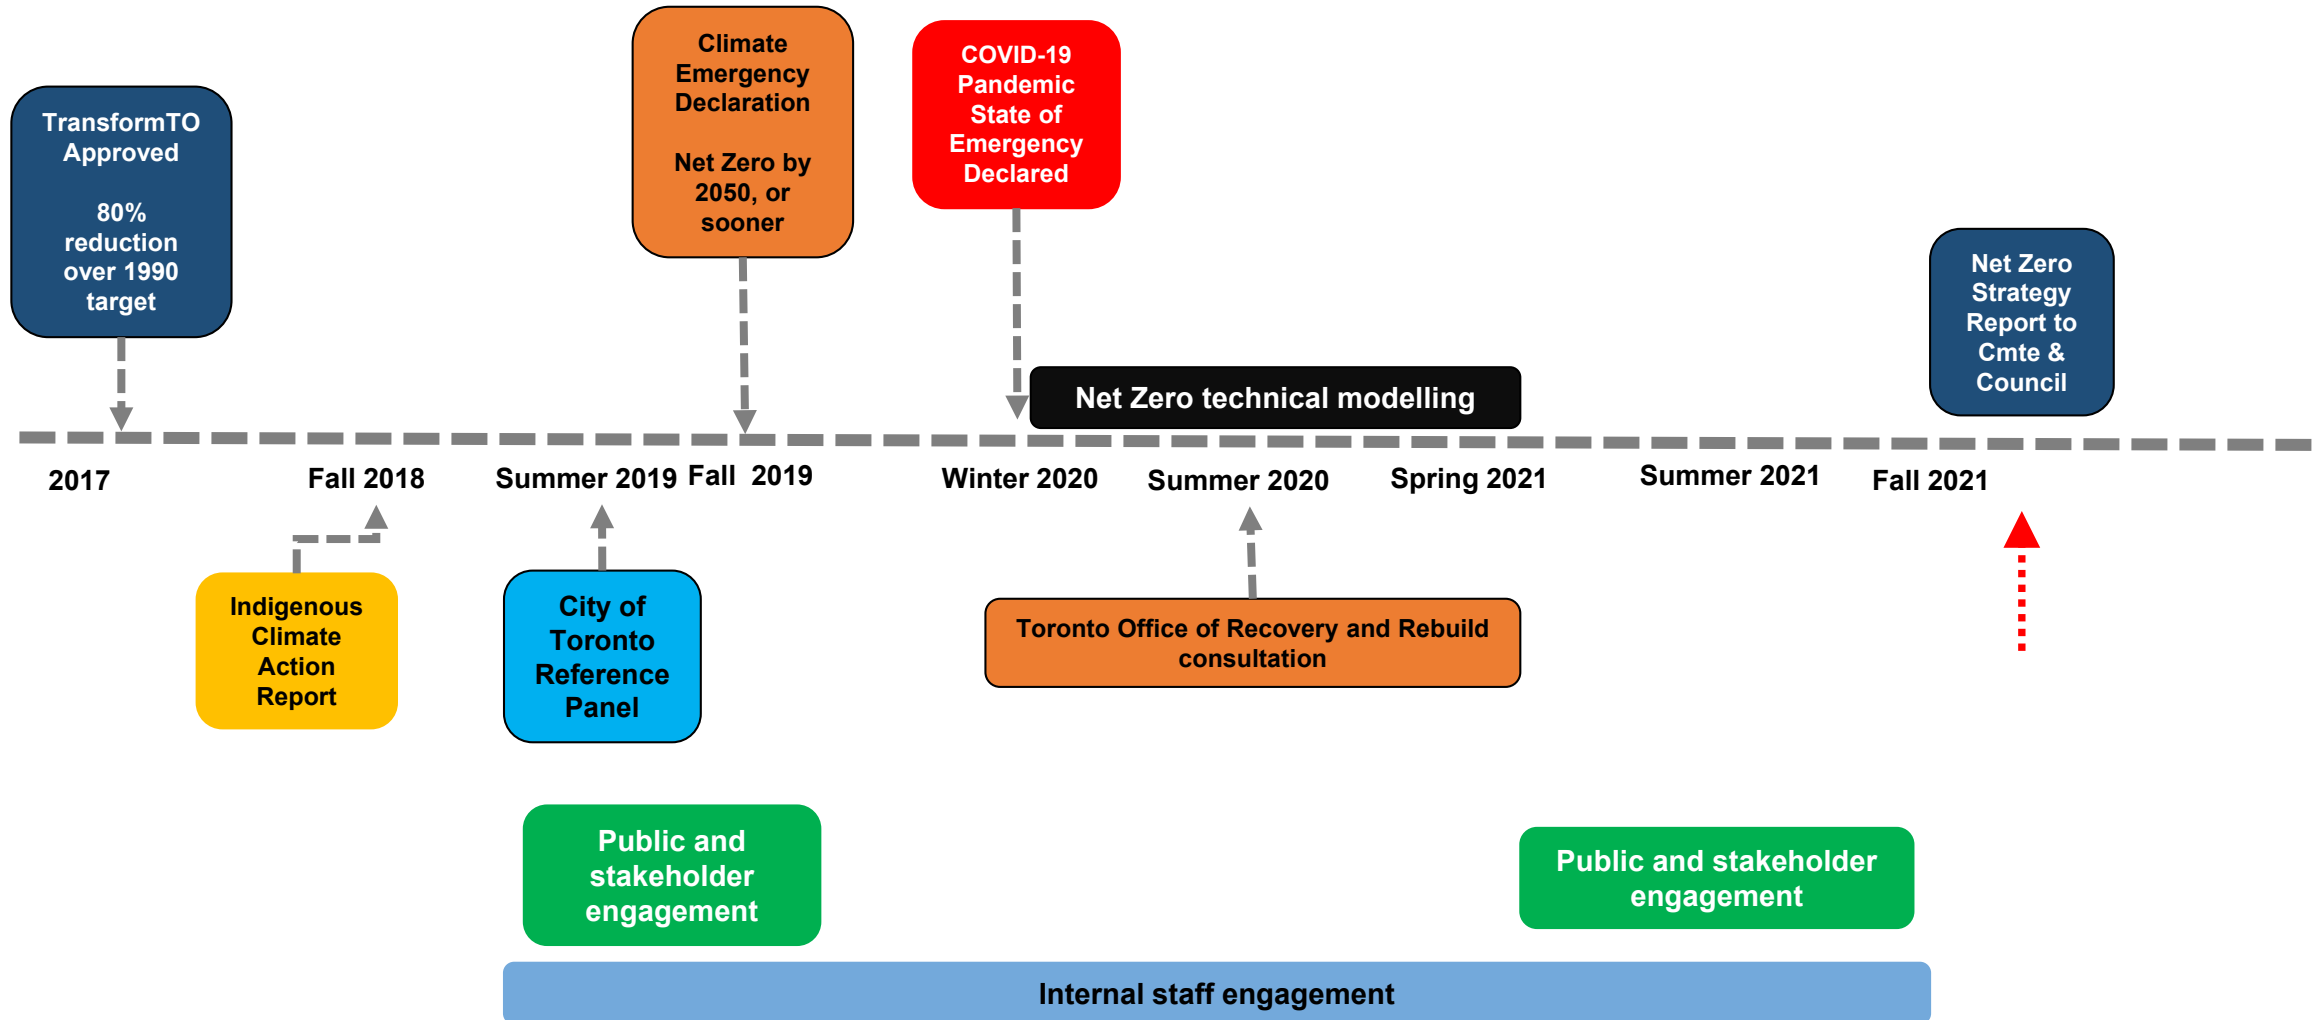 TransformTO
Approved
80%
reduction
over 1990
target
Climate
Emergency
Declaration
Net Zero by
2050, or
sooner
COVID-19
Pandemic
State of
Emergency
Declared
Net Zero technical modelling
Net Zero
Strategy
Report to
Cmte &
Council
2017
Fall 2018
Summer 2019
Fall 2019
Winter 2020
Summer 2020
Spring 2021
Summer 2021
Fall 2021
Indigenous
Climate
Action
Report
City of
Toronto
Reference
Panel
Toronto Office of Recovery and Rebuild
consultation
Public and
stakeholder
engagement
Public and stakeholder
engagement
Internal staff engagement